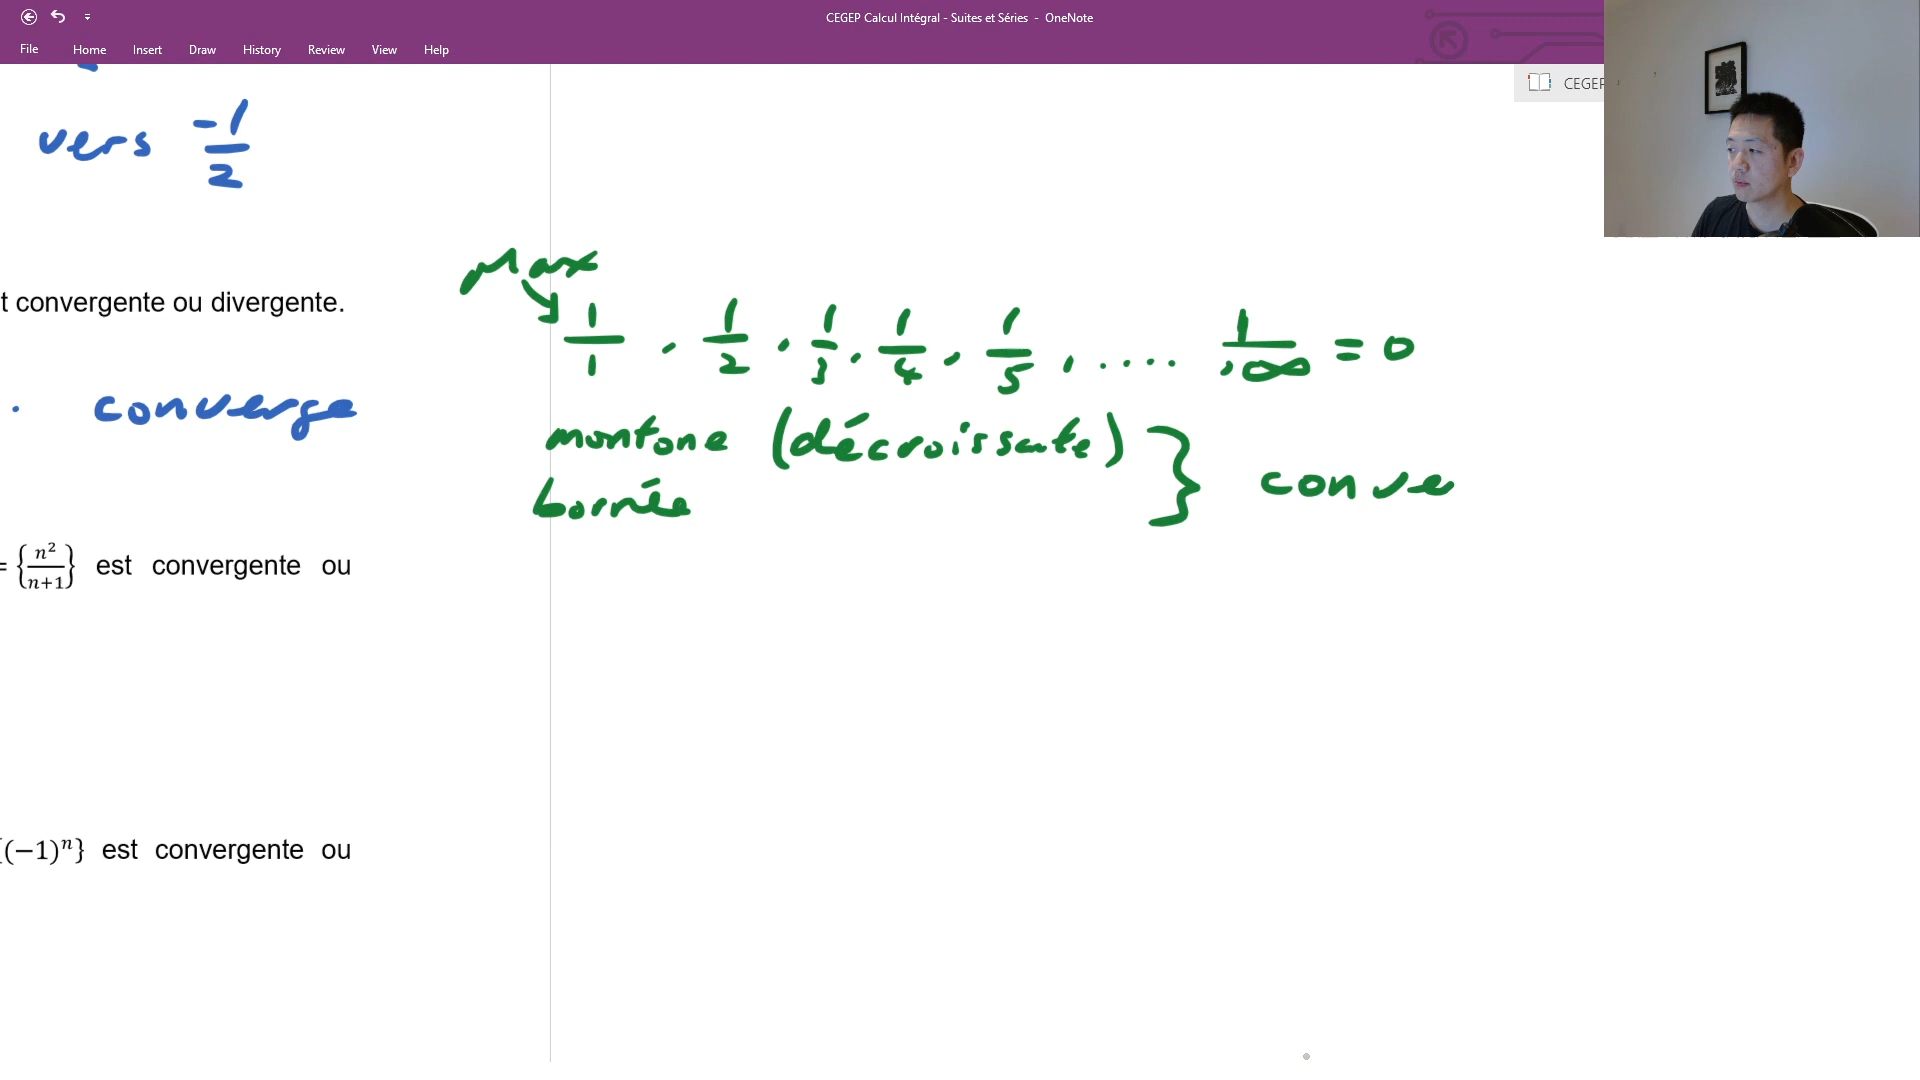 CEGEP Calcul Intégral - Suites et Séries - OneNote
File Home Insert Draw History Review View Help
CEGEP
vers -1/2
Max
t convergente ou divergente.
1/1 , 1/2 , 1/3 , 1/4 , 1/5 , .... 1/∞ = 0
. converge
montone (décroissante) } conve
bornée
= {n²/(n+1)} est convergente ou
{(−1)ⁿ} est convergente ou